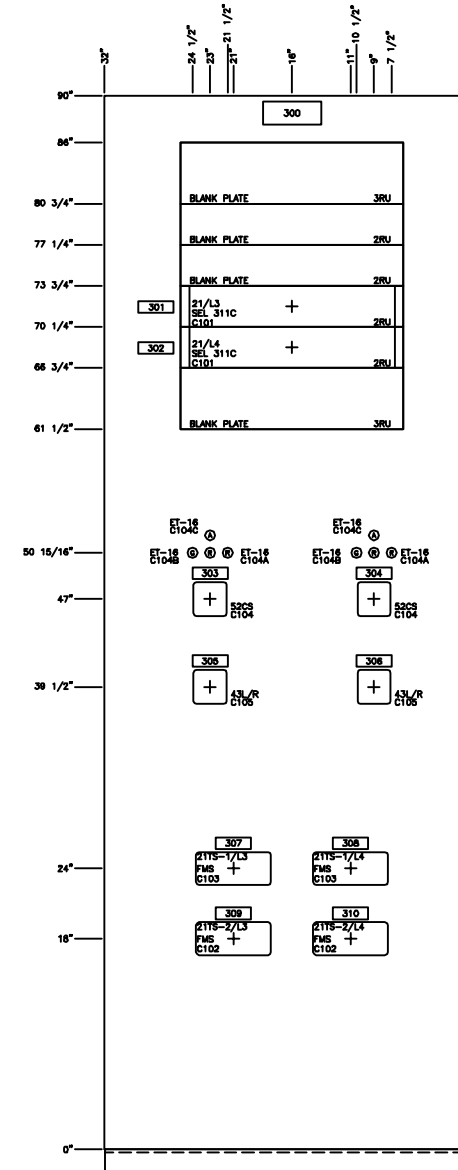 32"
24 1/2"
23"
21 1/2"
21"
16"
11"
10 1/2"
9"
7 1/2"
90"
300
86"
80 3/4"
BLANK PLATE 3RU
77 1/4"
BLANK PLATE 2RU
73 3/4"
BLANK PLATE 2RU
301
21/L3
SEL 311C
C101
2RU
70 1/4"
302
21/L4
SEL 311C
C101
2RU
66 3/4"
61 1/2"
BLANK PLATE 3RU
ET-16
C104C
A
ET-16
C104C
A
50 15/16"
ET-16
C104B
G R R
ET-16
C104A
ET-16
C104B
G R R
ET-16
C104A
303
304
47"
52CS
C104
52CS
C104
305
306
39 1/2"
43L/R
C105
43L/R
C105
307
308
24"
21TS-1/L3
FMS
C103
21TS-1/L4
FMS
C103
309
310
18"
21TS-2/L3
FMS
C102
21TS-2/L4
FMS
C102
0"